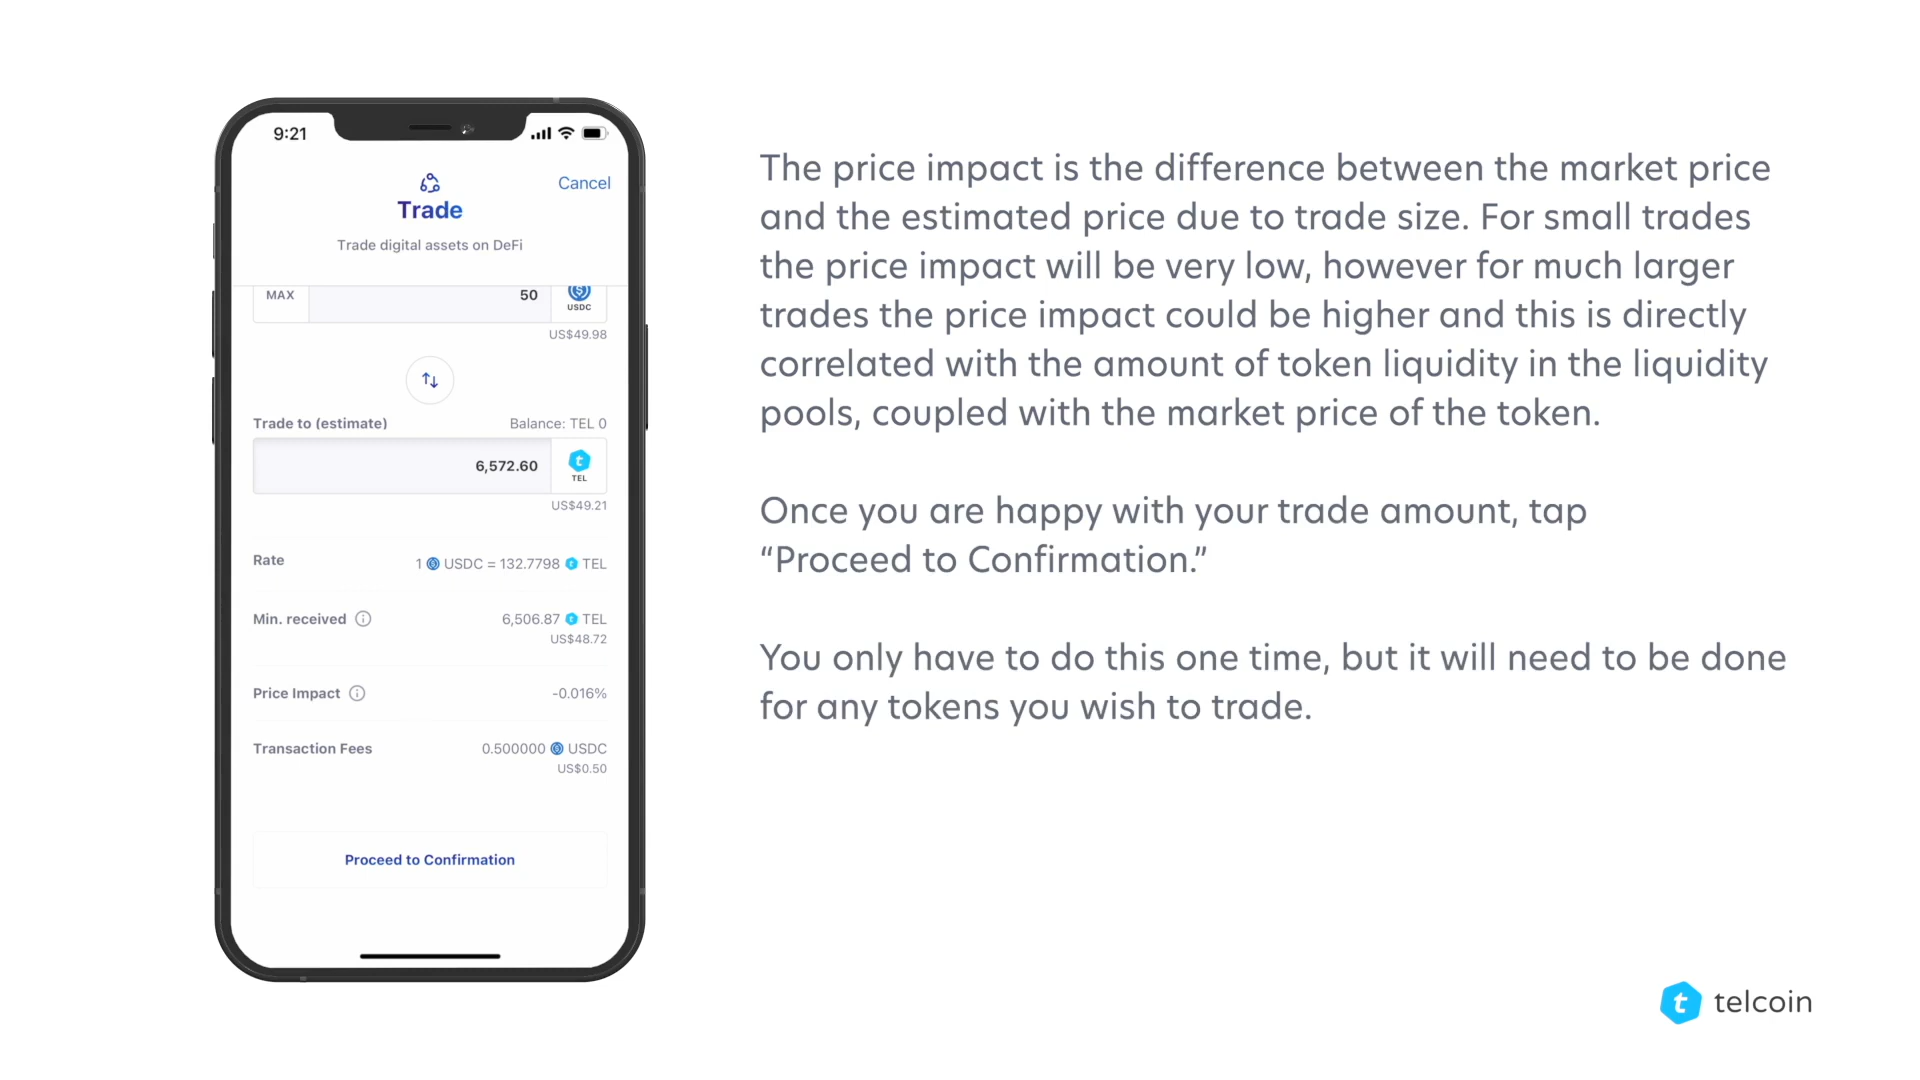 9:21
Cancel
Trade
Trade digital assets on DeFi
MAX
50
USDC
US$49.98
Trade to (estimate)
Balance: TEL 0
6,572.60
TEL
US$49.21
Rate
1 USDC = 132.7798 TEL
Min. received
6,506.87 TEL
US$48.72
Price Impact
-0.016%
Transaction Fees
0.500000 USDC
US$0.50
Proceed to Confirmation
The price impact is the difference between the market price
and the estimated price due to trade size. For small trades
the price impact will be very low, however for much larger
trades the price impact could be higher and this is directly
correlated with the amount of token liquidity in the liquidity
pools, coupled with the market price of the token.
Once you are happy with your trade amount, tap
“Proceed to Confirmation.”
You only have to do this one time, but it will need to be done
for any tokens you wish to trade.
telcoin